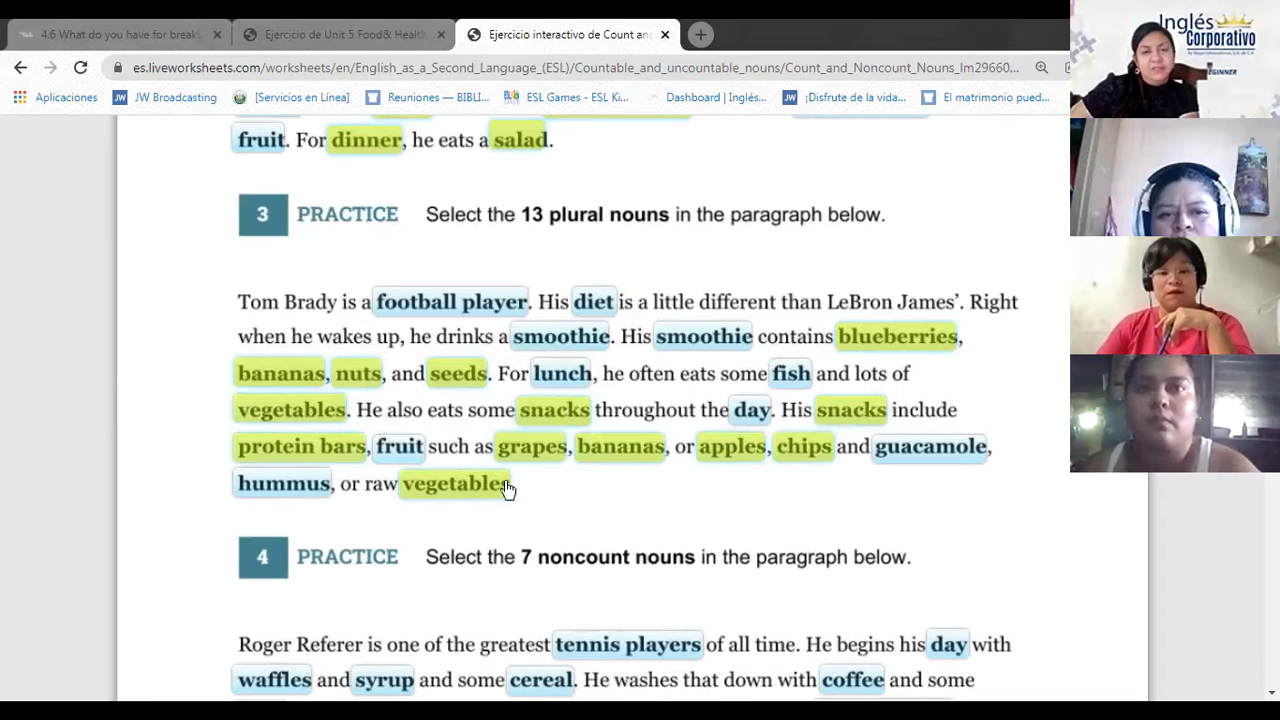 4.6 What do you have for break
Ejercicio de Unit 5 Food& Health
Ejercicio interactivo de Count an
es.liveworksheets.com/worksheets/en/English_as_a_Second_Language_(ESL)/Countable_and_uncountable_nouns/Count_and_Noncount_Nouns_lm29660...
Aplicaciones
JW Broadcasting
[Servicios en Línea]
Reuniones — BIBLI...
ESL Games - ESL Ki...
Dashboard | Inglés...
¡Disfrute de la vida...
El matrimonio pued...
Inglés
Corporativo
fruit. For dinner, he eats a salad.
3 PRACTICE Select the 13 plural nouns in the paragraph below.
Tom Brady is a football player. His diet is a little different than LeBron James’. Right
when he wakes up, he drinks a smoothie. His smoothie contains blueberries,
bananas, nuts, and seeds. For lunch, he often eats some fish and lots of
vegetables. He also eats some snacks throughout the day. His snacks include
protein bars, fruit such as grapes, bananas, or apples, chips and guacamole,
hummus, or raw vegetables
4 PRACTICE Select the 7 noncount nouns in the paragraph below.
Roger Referer is one of the greatest tennis players of all time. He begins his day with
waffles and syrup and some cereal. He washes that down with coffee and some